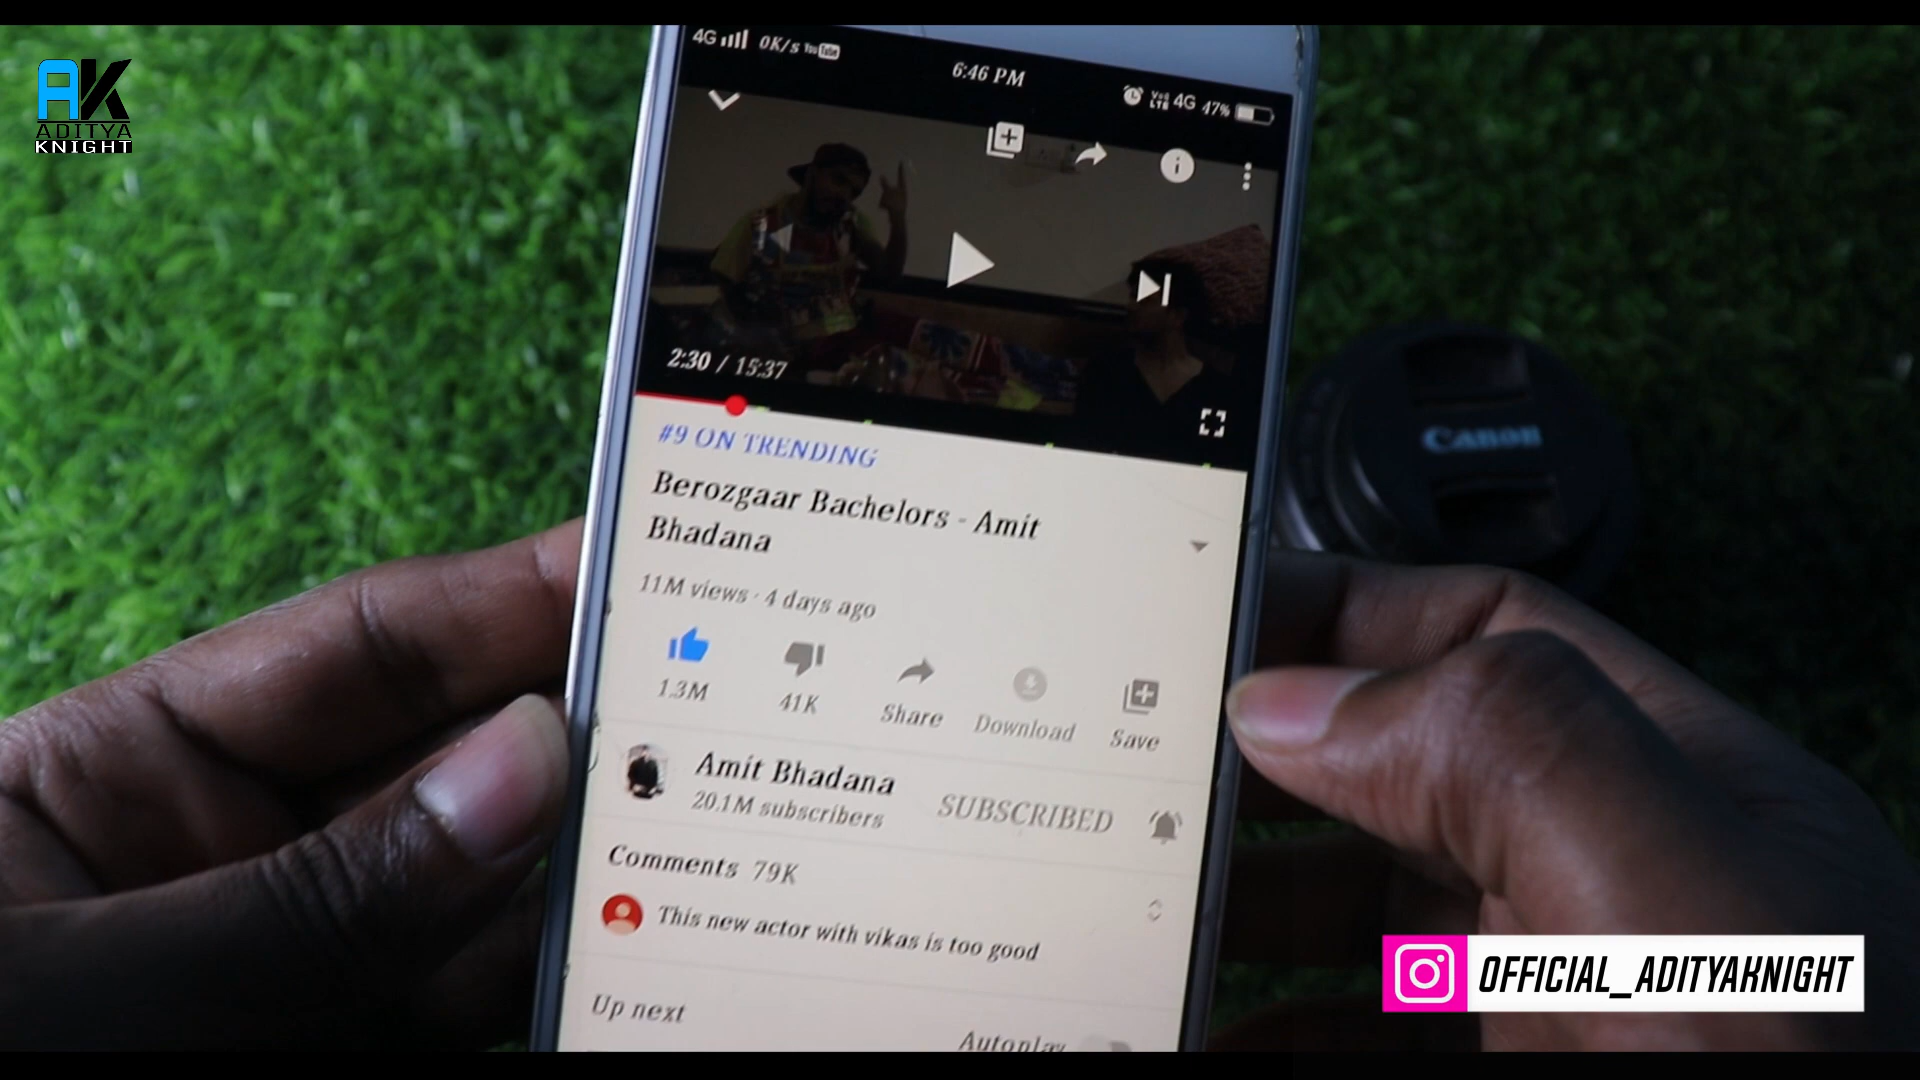 AK
ADITYA
KNIGHT
4G 0K/s YouTube
6:46 PM
VoLTE 4G 47%
2:30 / 15:37
#9 ON TRENDING
Berozgaar Bachelors - Amit
Bhadana
11M views · 4 days ago
1.3M
41K
Share
Download
Save
Amit Bhadana
20.1M subscribers
SUBSCRIBED
Comments 79K
This new actor with vikas is too good
Up next
Autoplay
Canon
OFFICIAL_ADITYAKNIGHT